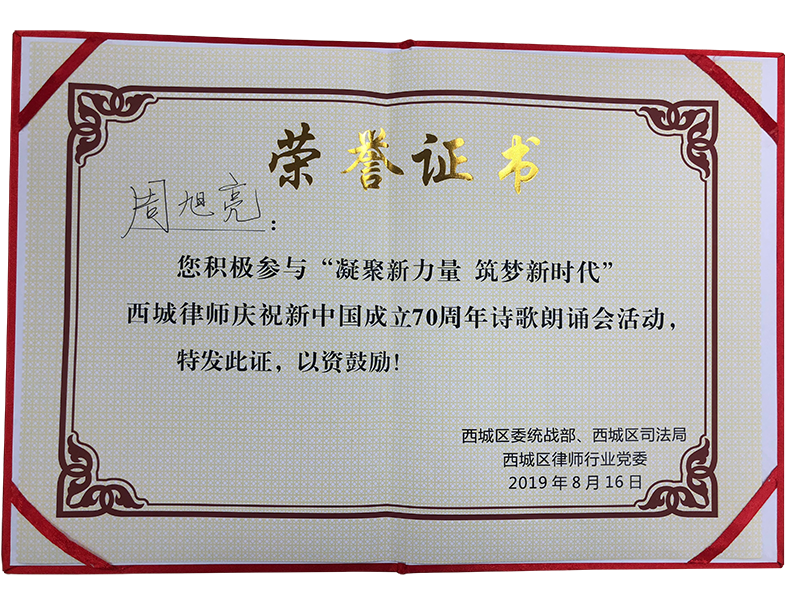 荣誉证书
周旭亮：
您积极参与“凝聚新力量 筑梦新时代”
西城律师庆祝新中国成立70周年诗歌朗诵会活动，
特发此证，以资鼓励！
西城区委统战部、西城区司法局
西城区律师行业党委
2019年8月16日